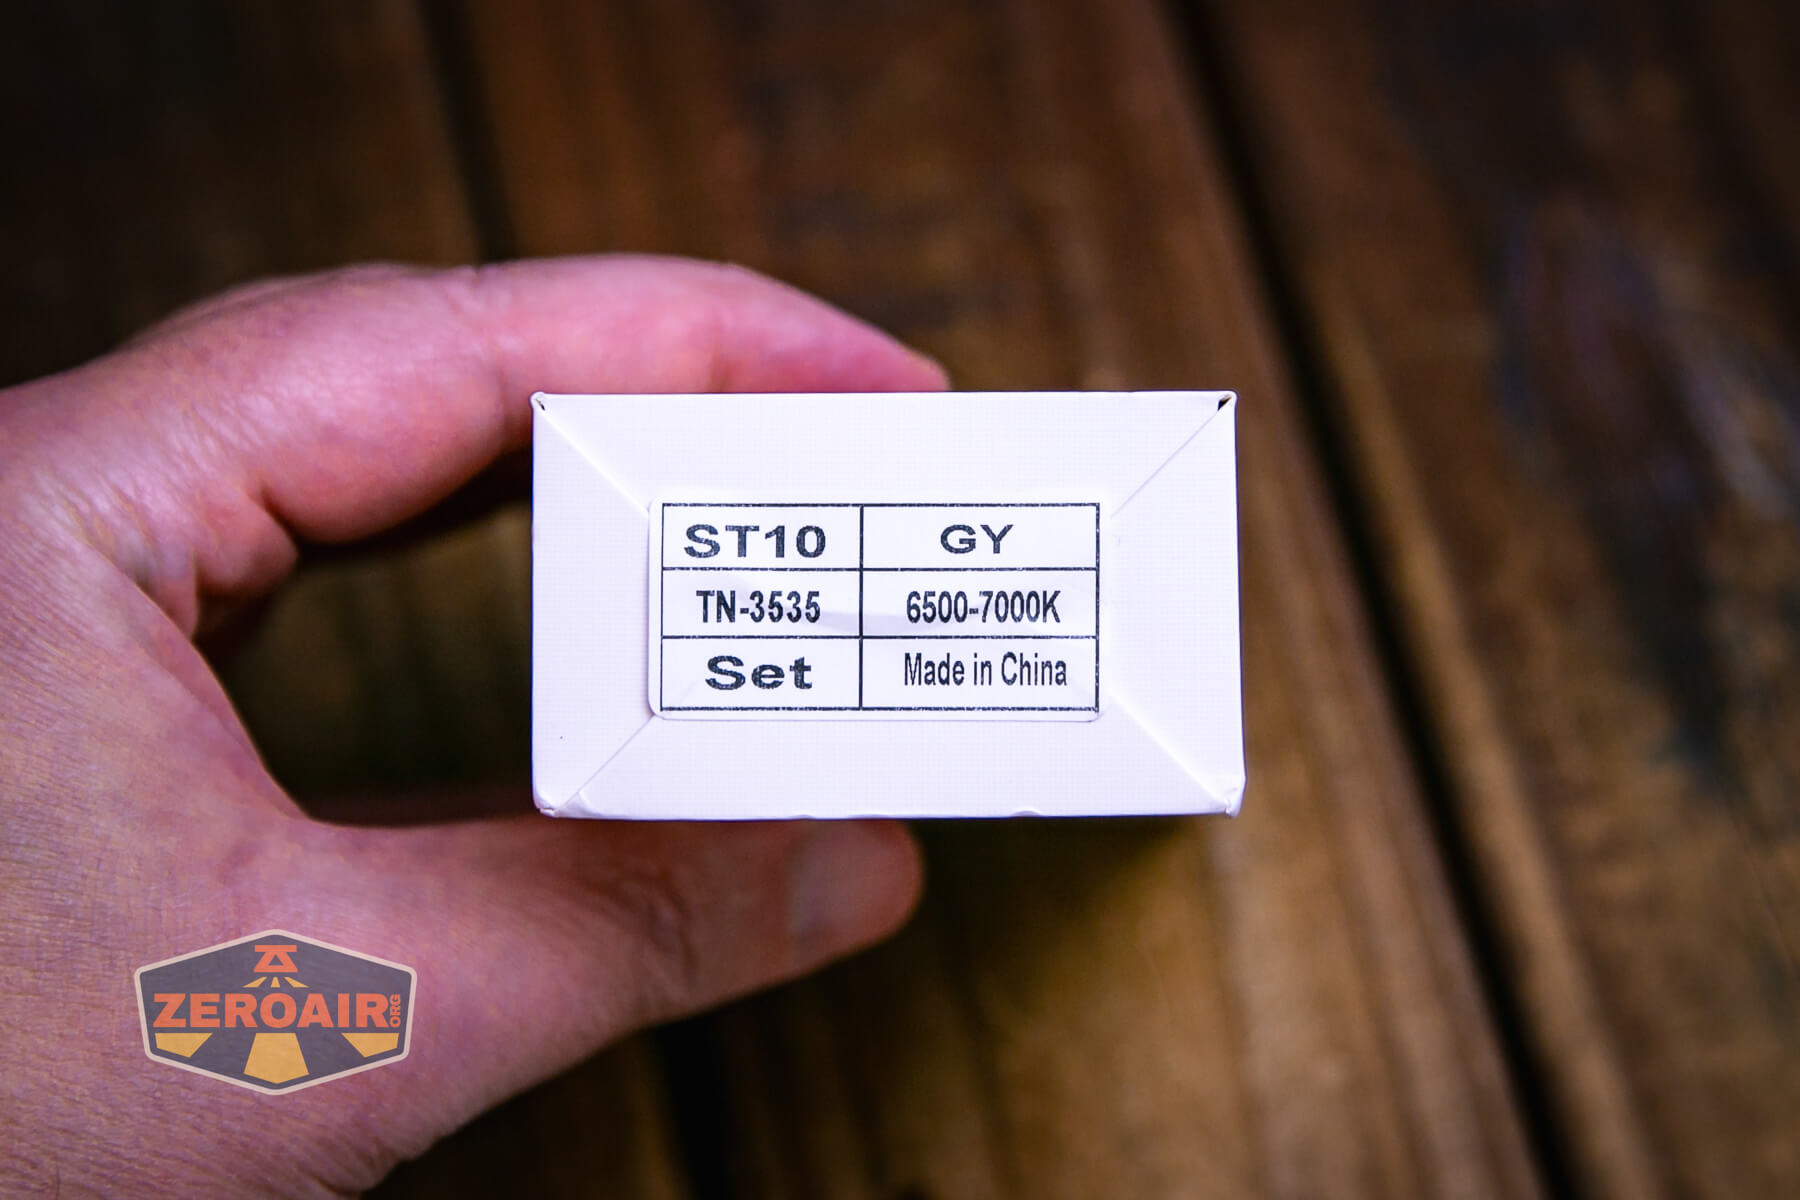 ST10 GY
TN-3535 6500-7000K
Set Made in China
ZEROAIR.ORG